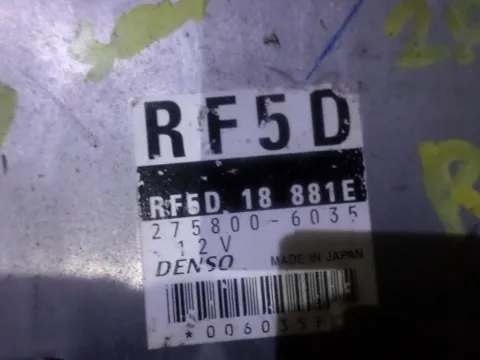 RF5D
RF5D 18 881E
275800-6035
12V
DENSO MADE IN JAPAN